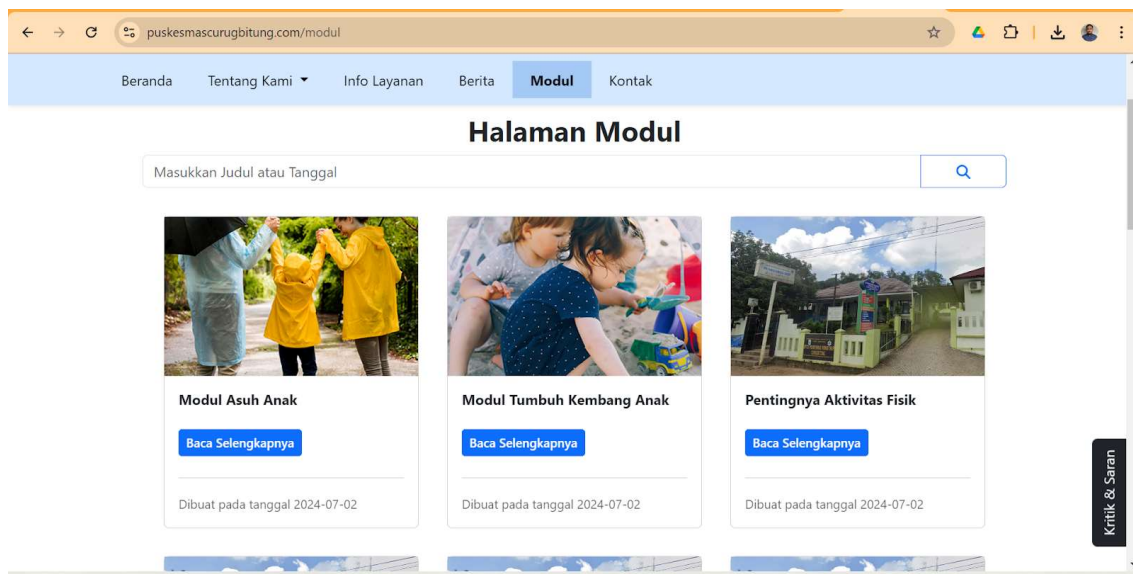 puskesmascurugbitung.com/modul
Beranda Tentang Kami Info Layanan Berita Modul Kontak
Halaman Modul
Masukkan Judul atau Tanggal
Modul Asuh Anak
Baca Selengkapnya
Dibuat pada tanggal 2024-07-02
Modul Tumbuh Kembang Anak
Baca Selengkapnya
Dibuat pada tanggal 2024-07-02
Pentingnya Aktivitas Fisik
Baca Selengkapnya
Dibuat pada tanggal 2024-07-02
Kritik & Saran